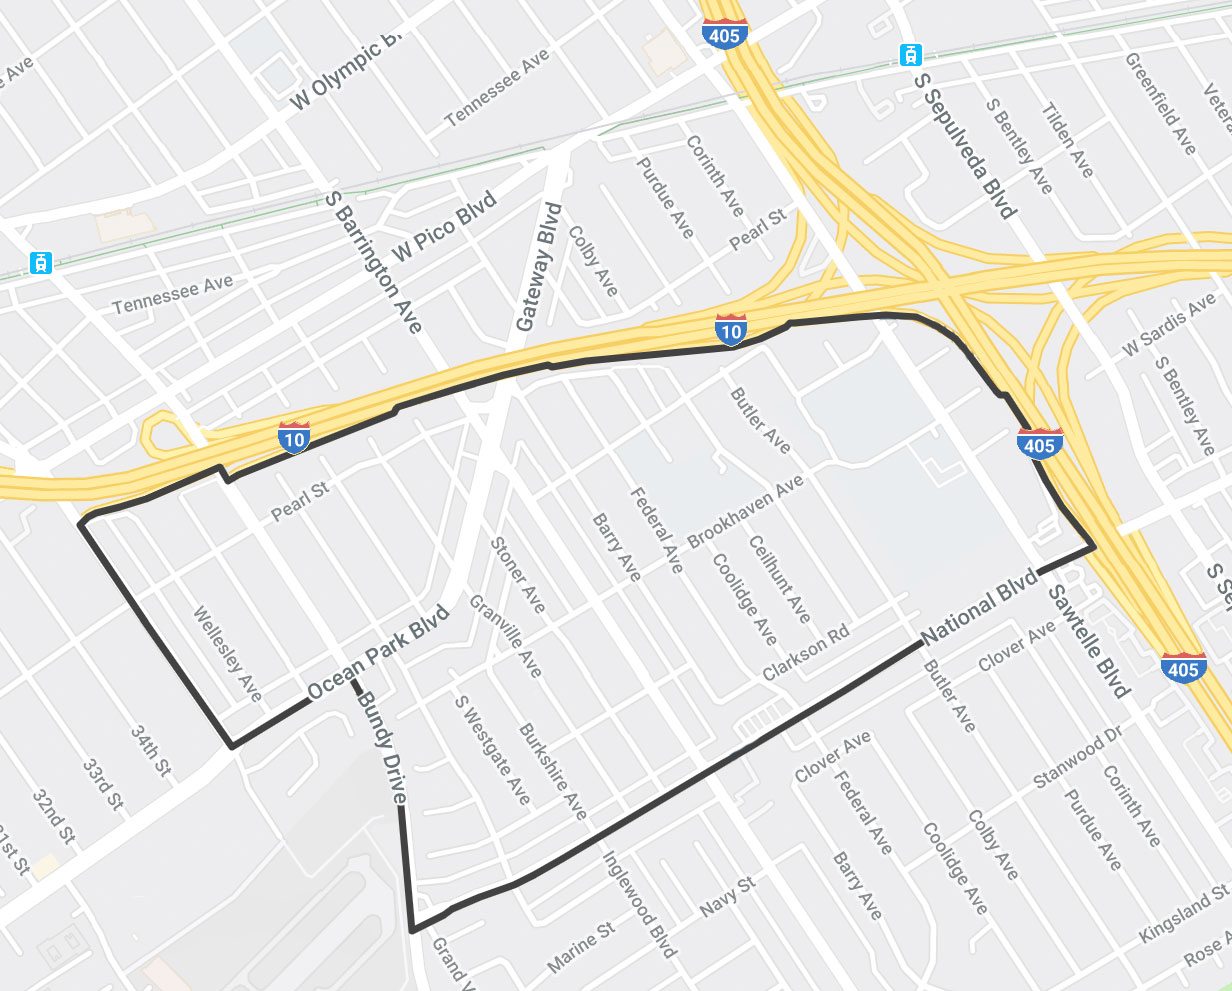 405
W Olympic B
Tennessee Ave
e Ave
S Sepulveda Blvd
S Bentley Ave
Tilden Ave
Greenfield Ave
Vetera
Corinth Ave
Purdue Ave
Pearl St
S Barrington Ave
W Pico Blvd
Gateway Blvd
Colby Ave
Tennessee Ave
10
W Sardis Ave
S Bentley Ave
Butler Ave
10
405
Pearl St
Federal Ave
Barry Ave
Brookhaven Ave
Ceilhunt Ave
Coolidge Ave
Stoner Ave
Granville Ave
National Blvd
Sawtelle Blvd
S Se
Wellesley Ave
Ocean Park Blvd
Clarkson Rd
Clover Ave
405
Butler Ave
Bundy Drive
S Westgate Ave
Burkshire Ave
34th St
33rd St
32nd St
31st St
Clover Ave
Stanwood Dr
Federal Ave
Corinth Ave
Purdue Ave
Colby Ave
Coolidge Ave
Barry Ave
Inglewood Blvd
Navy St
Marine St
Grand V
Kingsland St
Rose A